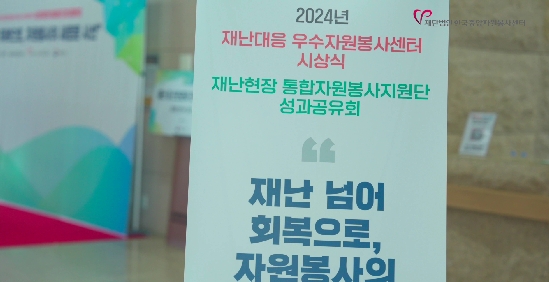 2024년
재난대응 우수자원봉사센터
시상식
재난현장 통합자원봉사지원단
성과공유회
재난 넘어
회복으로,
자원봉사의